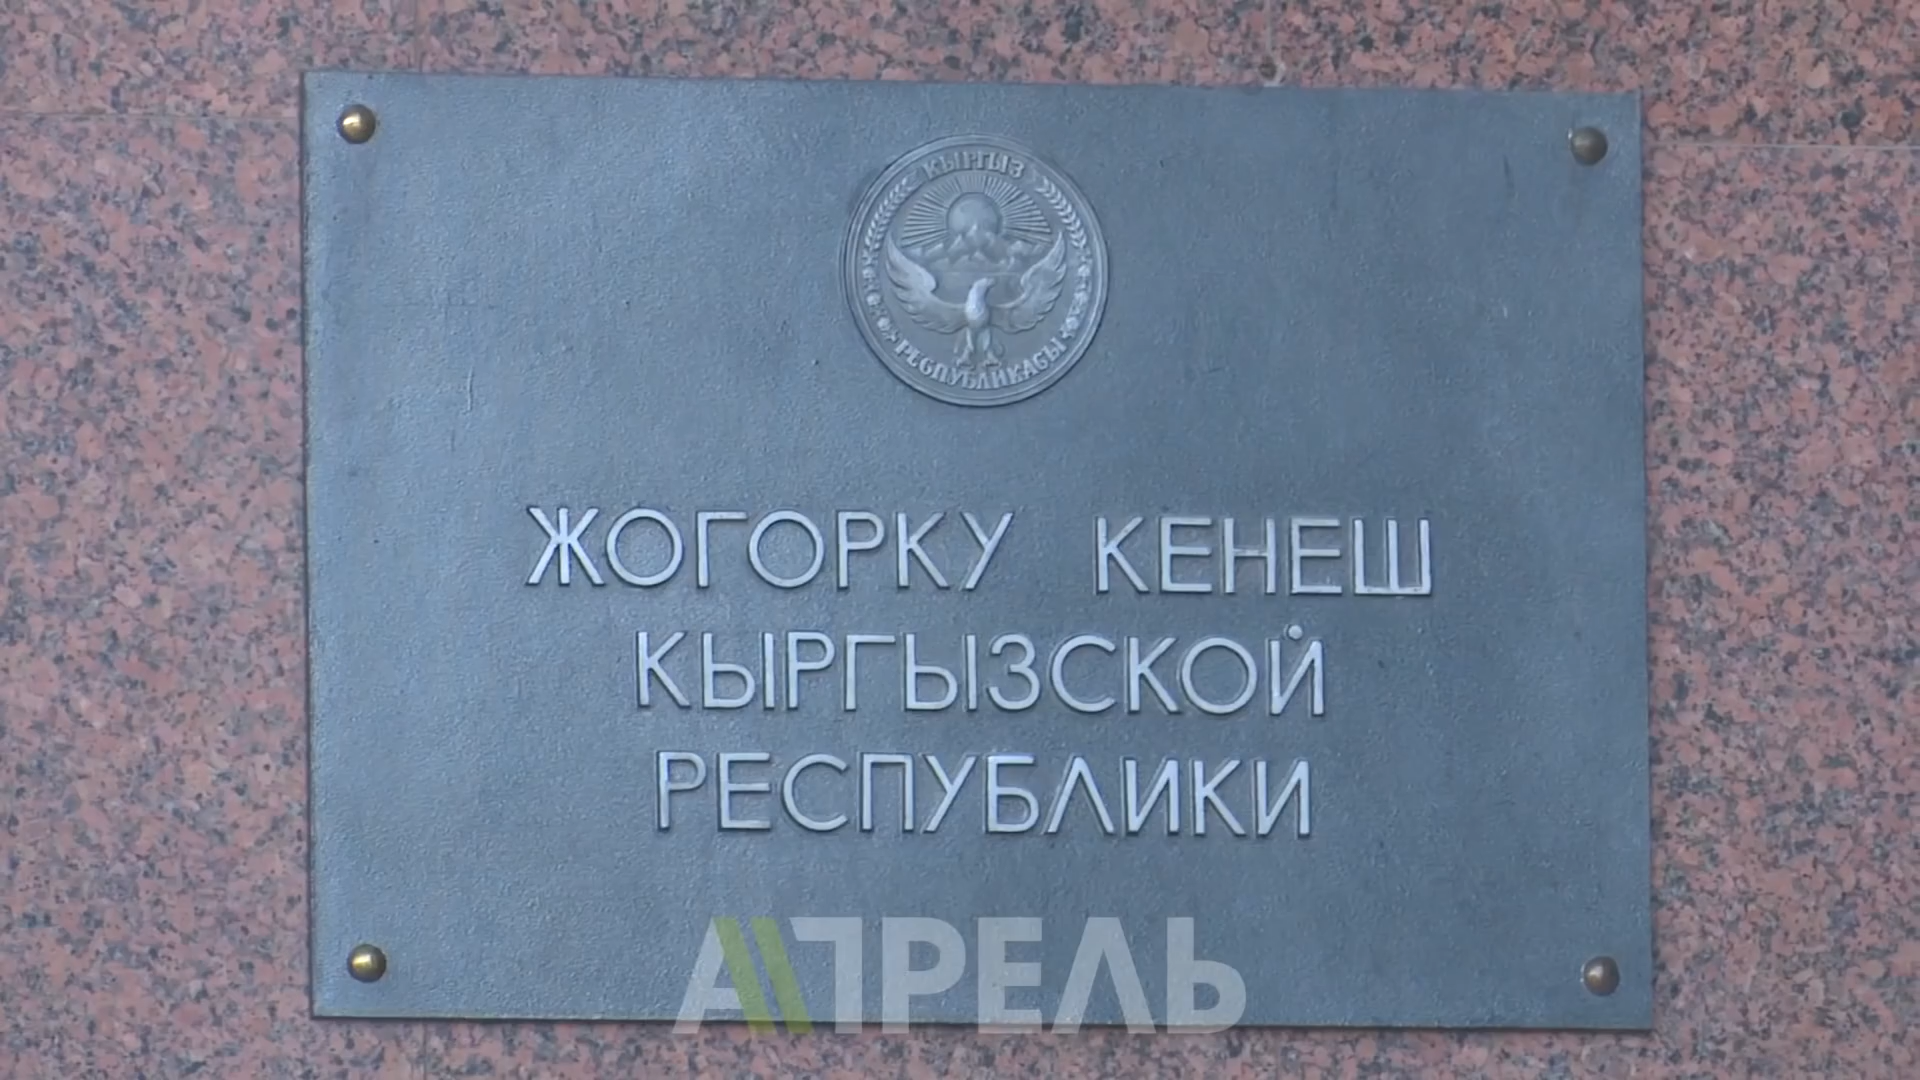 КЫРГЫЗ
РЕСПУБЛИКАСЫ
ЖОГОРКУ КЕНЕШ
КЫРГЫЗСКОЙ
РЕСПУБЛИКИ
АПРЕЛЬ